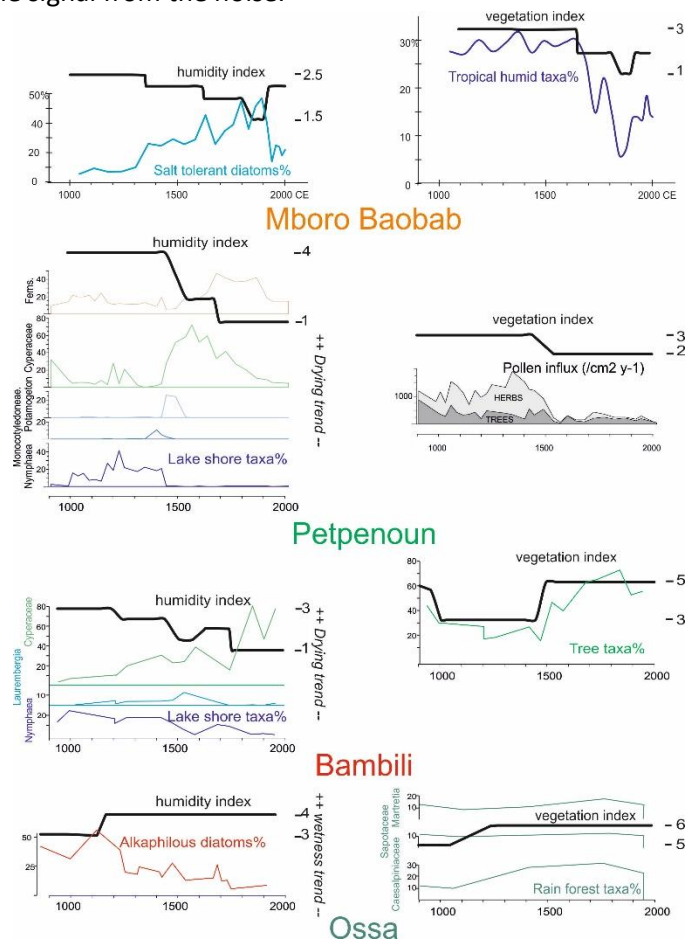 e signal from the noise.
humidity index
2.5
1.5
50%
40
20
0
Salt tolerant diatoms%
1000 1500 2000 CE
vegetation index
3
1
30%
20
10
0
Tropical humid taxa%
1000 1500 2000 CE
Mboro Baobab
humidity index
4
1
Ferns.
40
20
Cyperaceae
80
60
40
20
Potamogeton
20
Monocotyledoneae.
20
Nymphaea
40
20
Lake shore taxa%
++ Drying trend --
1000 1500 2000
vegetation index
3
2
Pollen influx (/cm2 y-1)
1000
HERBS
TREES
1000 1500 2000
Petpenoun
humidity index
3
1
Cyperaceae
80
60
40
20
Laurembergia
10
Nymphaea
20
Lake shore taxa%
++ Drying trend --
1000 1500 2000
vegetation index
5
3
80
60
40
20
Tree taxa%
1000 1500 2000
Bambili
humidity index
4
3
50
25
Alkaphilous diatoms%
++ wetness trend --
1000 1500 2000
Martretia
20
10
vegetation index
6
5
Sapotaceae
10
Caesalpiniaceae
30
20
10
Rain forest taxa%
1000 1500 2000
Ossa